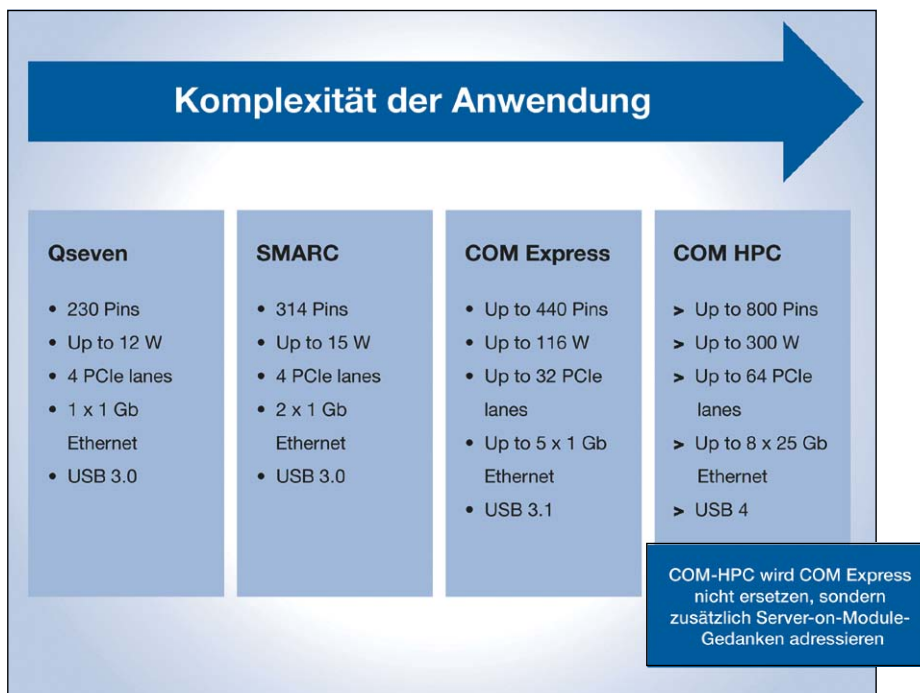 Komplexität der Anwendung
Qseven
• 230 Pins
• Up to 12 W
• 4 PCIe lanes
• 1 x 1 Gb
Ethernet
• USB 3.0
SMARC
• 314 Pins
• Up to 15 W
• 4 PCIe lanes
• 2 x 1 Gb
Ethernet
• USB 3.0
COM Express
• Up to 440 Pins
• Up to 116 W
• Up to 32 PCIe
lanes
• Up to 5 x 1 Gb
Ethernet
• USB 3.1
COM HPC
> Up to 800 Pins
> Up to 300 W
> Up to 64 PCIe
lanes
> Up to 8 x 25 Gb
Ethernet
> USB 4
COM-HPC wird COM Express
nicht ersetzen, sondern
zusätzlich Server-on-Module-
Gedanken adressieren